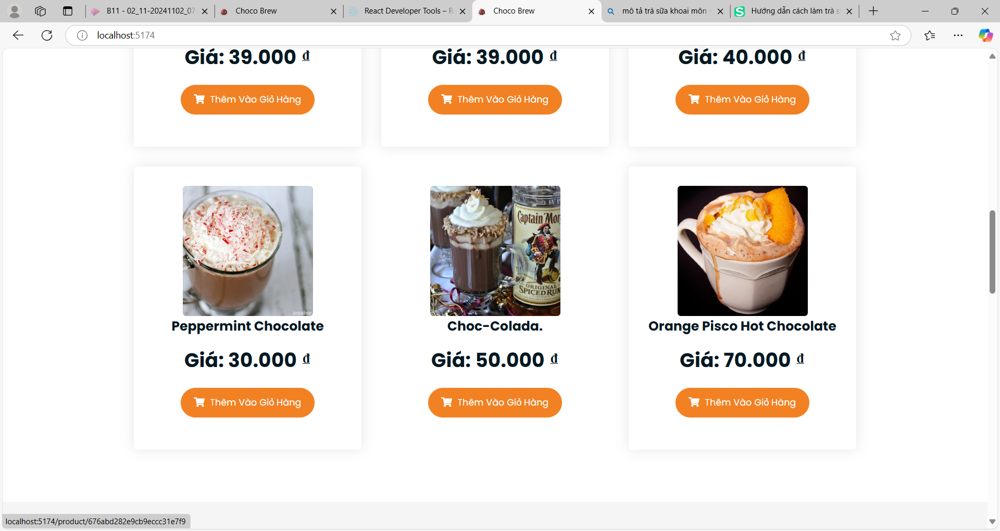 B11 - 02_11-20241102_07
Choco Brew
React Developer Tools – R
Choco Brew
mô tả trà sữa khoai môn -
Hướng dẫn cách làm trà s
localhost:5174
Giá: 39.000 ₫
Giá: 39.000 ₫
Giá: 40.000 ₫
Thêm Vào Giỏ Hàng
Thêm Vào Giỏ Hàng
Thêm Vào Giỏ Hàng
Captain Mor
ORIGINAL
SPICED RUM
number-
Peppermint Chocolate
Choc-Colada.
Orange Pisco Hot Chocolate
Giá: 30.000 ₫
Giá: 50.000 ₫
Giá: 70.000 ₫
Thêm Vào Giỏ Hàng
Thêm Vào Giỏ Hàng
Thêm Vào Giỏ Hàng
localhost:5174/product/676abd282e9cb9eccc31e7f9